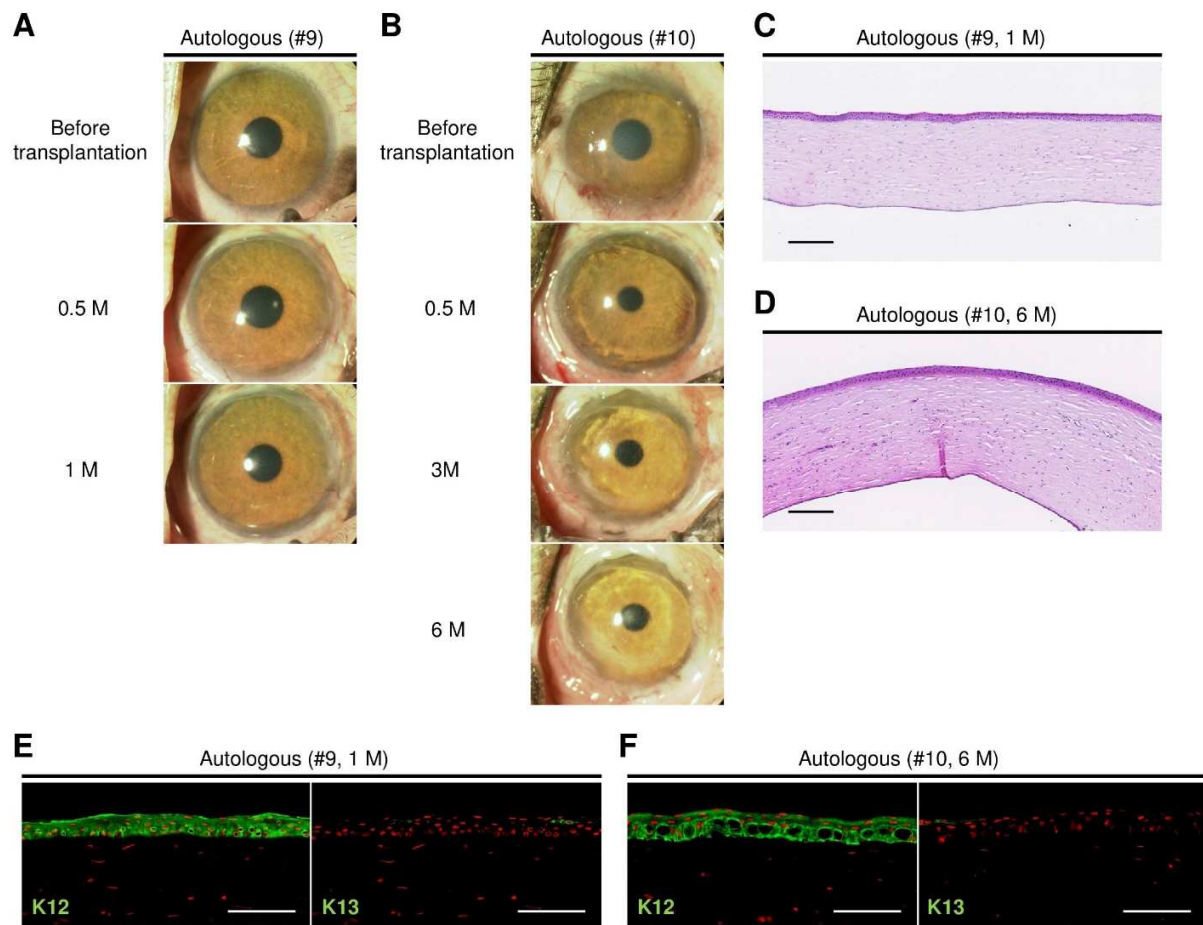 A
Autologous (#9)
Before
transplantation
0.5 M
1 M
B
Autologous (#10)
Before
transplantation
0.5 M
3M
6 M
C
Autologous (#9, 1 M)
D
Autologous (#10, 6 M)
E
Autologous (#9, 1 M)
K12
K13
F
Autologous (#10, 6 M)
K12
K13